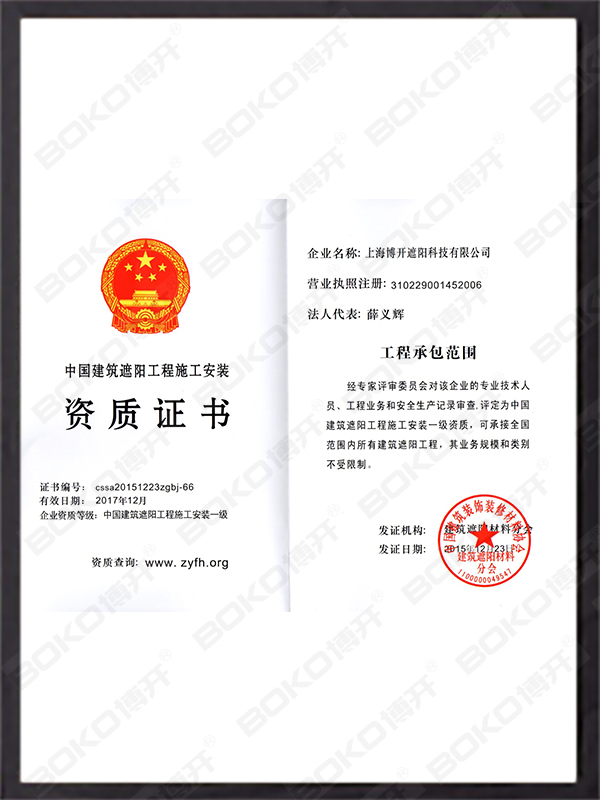 中国建筑遮阳工程施工安装
资质证书
证书编号: cssa20151223zgbj-66
有效日期: 2017年12月
企业资质等级: 中国建筑遮阳工程施工安装一级
资质查询: www.zyfh.org
企业名称: 上海博开遮阳科技有限公司
营业执照注册: 310229001452006
法人代表: 薛义辉
工程承包范围
经专家评审委员会对该企业的专业技术人
员、工程业务和安全生产记录审查,评定为中国
建筑遮阳工程施工安装一级资质，可承接全国
范围内所有建筑遮阳工程，其业务规模和类别
不受限制。
发证机构: 建筑遮阳材料分会
发证日期: 2015年12月23日
中国建筑装饰装修材料协会
建筑遮阳材料
分会
1100000049547
BOKO博开®